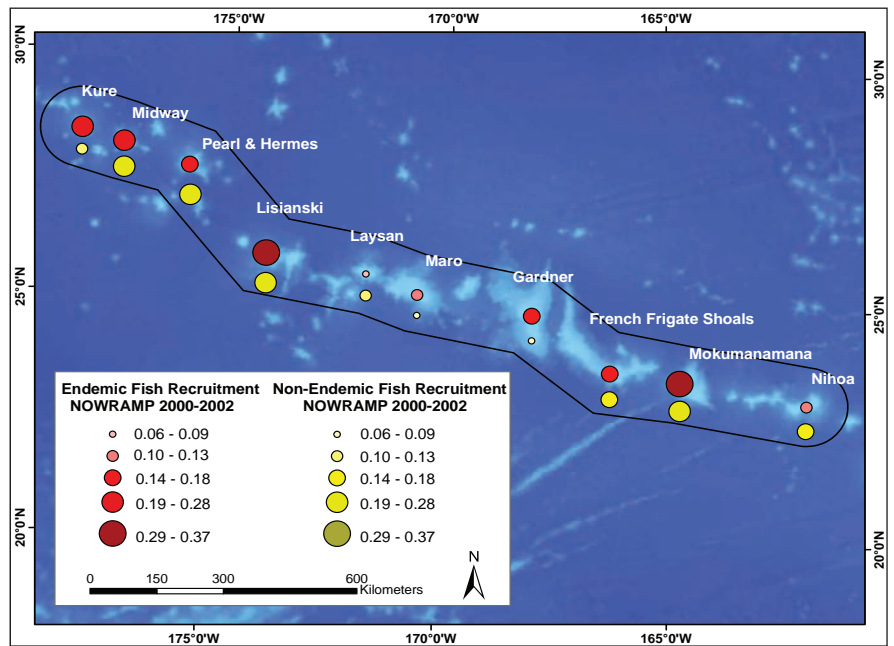 175°0'W 170°0'W 165°0'W
30°0'N
30°0'N
Kure
Midway
Pearl & Hermes
Lisianski
Laysan
Maro
Gardner
French Frigate Shoals
Mokumanamana
Nihoa
25°0'N
25°0'N
Endemic Fish Recruitment
NOWRAMP 2000-2002
0.06 - 0.09
0.10 - 0.13
0.14 - 0.18
0.19 - 0.28
0.29 - 0.37
Non-Endemic Fish Recruitment
NOWRAMP 2000-2002
0.06 - 0.09
0.10 - 0.13
0.14 - 0.18
0.19 - 0.28
0.29 - 0.37
N
0 150 300 600
Kilometers
20°0'N
20°0'N
175°0'W 170°0'W 165°0'W